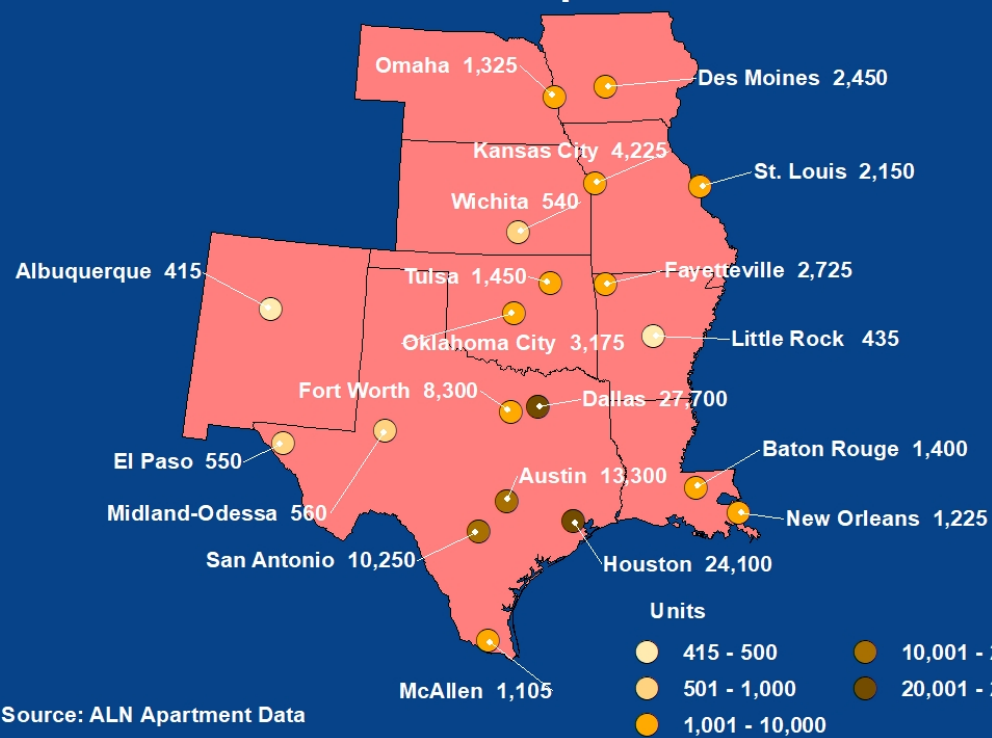 Omaha 1,325
Des Moines 2,450
Kansas City 4,225
St. Louis 2,150
Wichita 540
Albuquerque 415
Tulsa 1,450
Fayetteville 2,725
Oklahoma City 3,175
Little Rock 435
Fort Worth 8,300
Dallas 27,700
Baton Rouge 1,400
El Paso 550
Austin 13,300
Midland-Odessa 560
New Orleans 1,225
San Antonio 10,250
Houston 24,100
Units
415 - 500
10,001 -
501 - 1,000
20,001 -
1,001 - 10,000
McAllen 1,105
Source: ALN Apartment Data